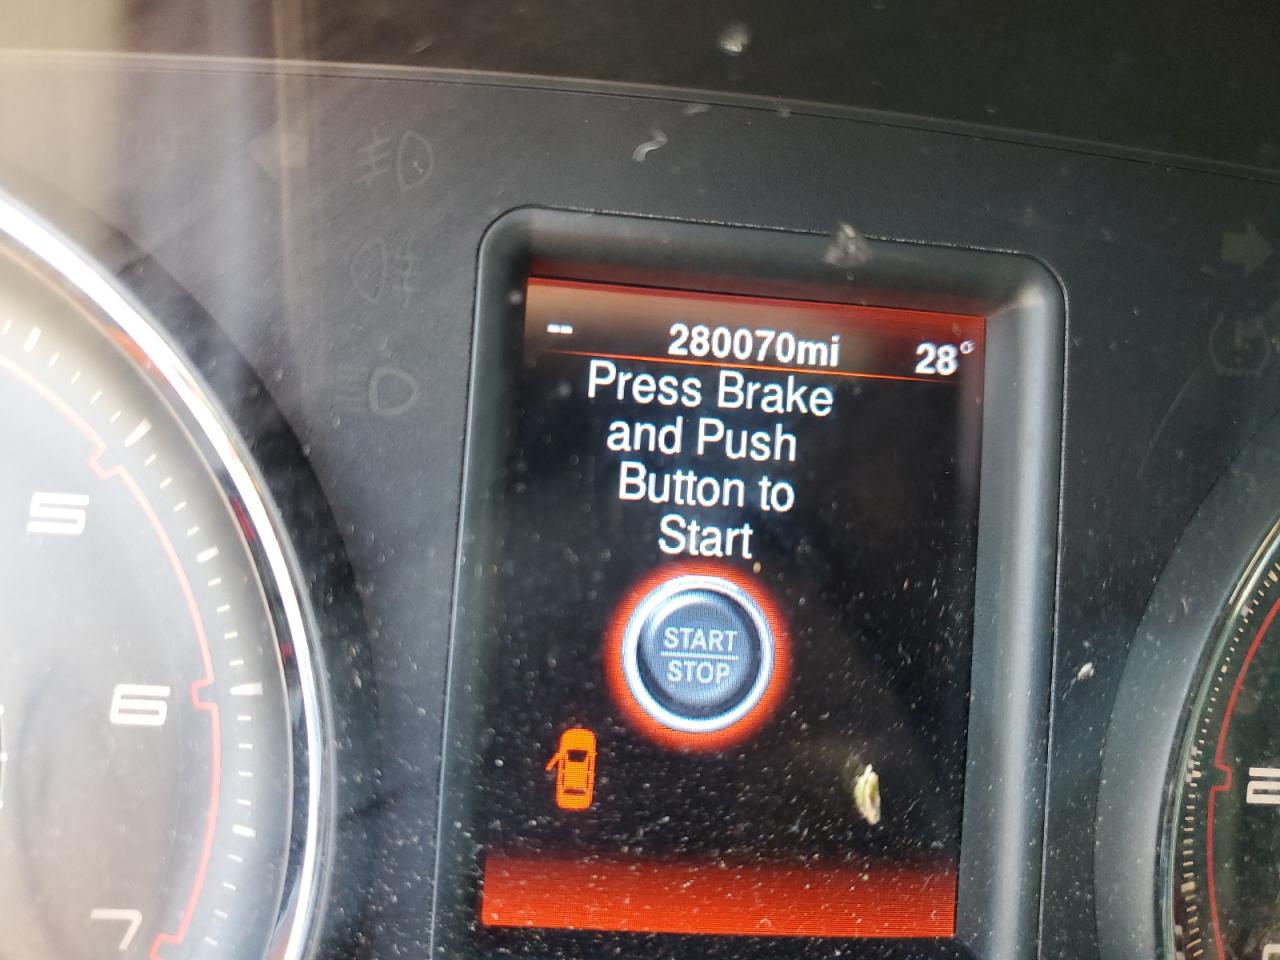 -- 280070mi 28°
Press Brake
and Push
Button to
Start
START
STOP
5
6
7